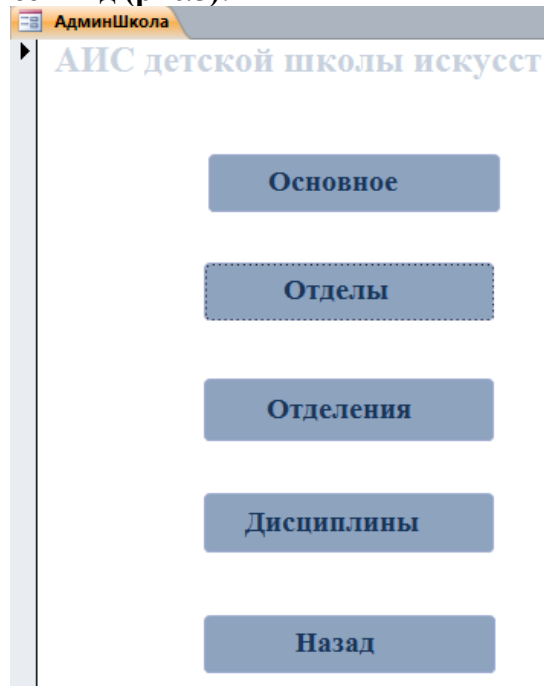 АдминШкола
АИС детской школы искусст
Основное
Отделы
Отделения
Дисциплины
Назад